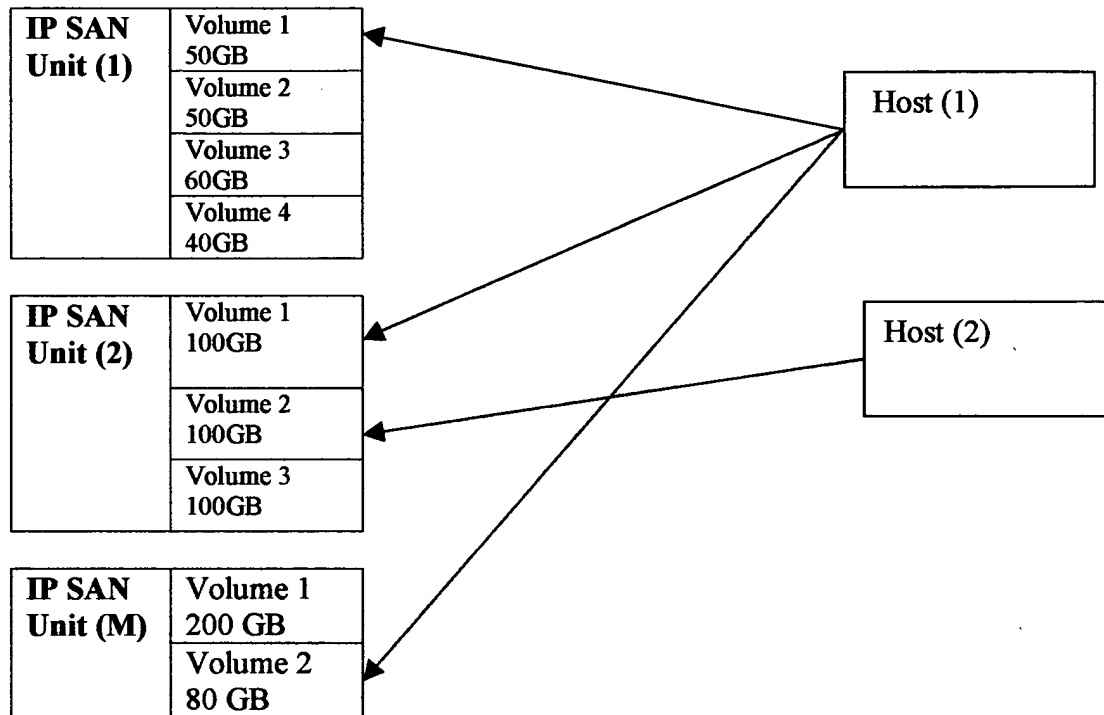 IP SAN
Unit (1)
Volume 1
50GB
Volume 2
50GB
Volume 3
60GB
Volume 4
40GB
Host (1)
IP SAN
Unit (2)
Volume 1
100GB
Volume 2
100GB
Volume 3
100GB
Host (2)
IP SAN
Unit (M)
Volume 1
200 GB
Volume 2
80 GB